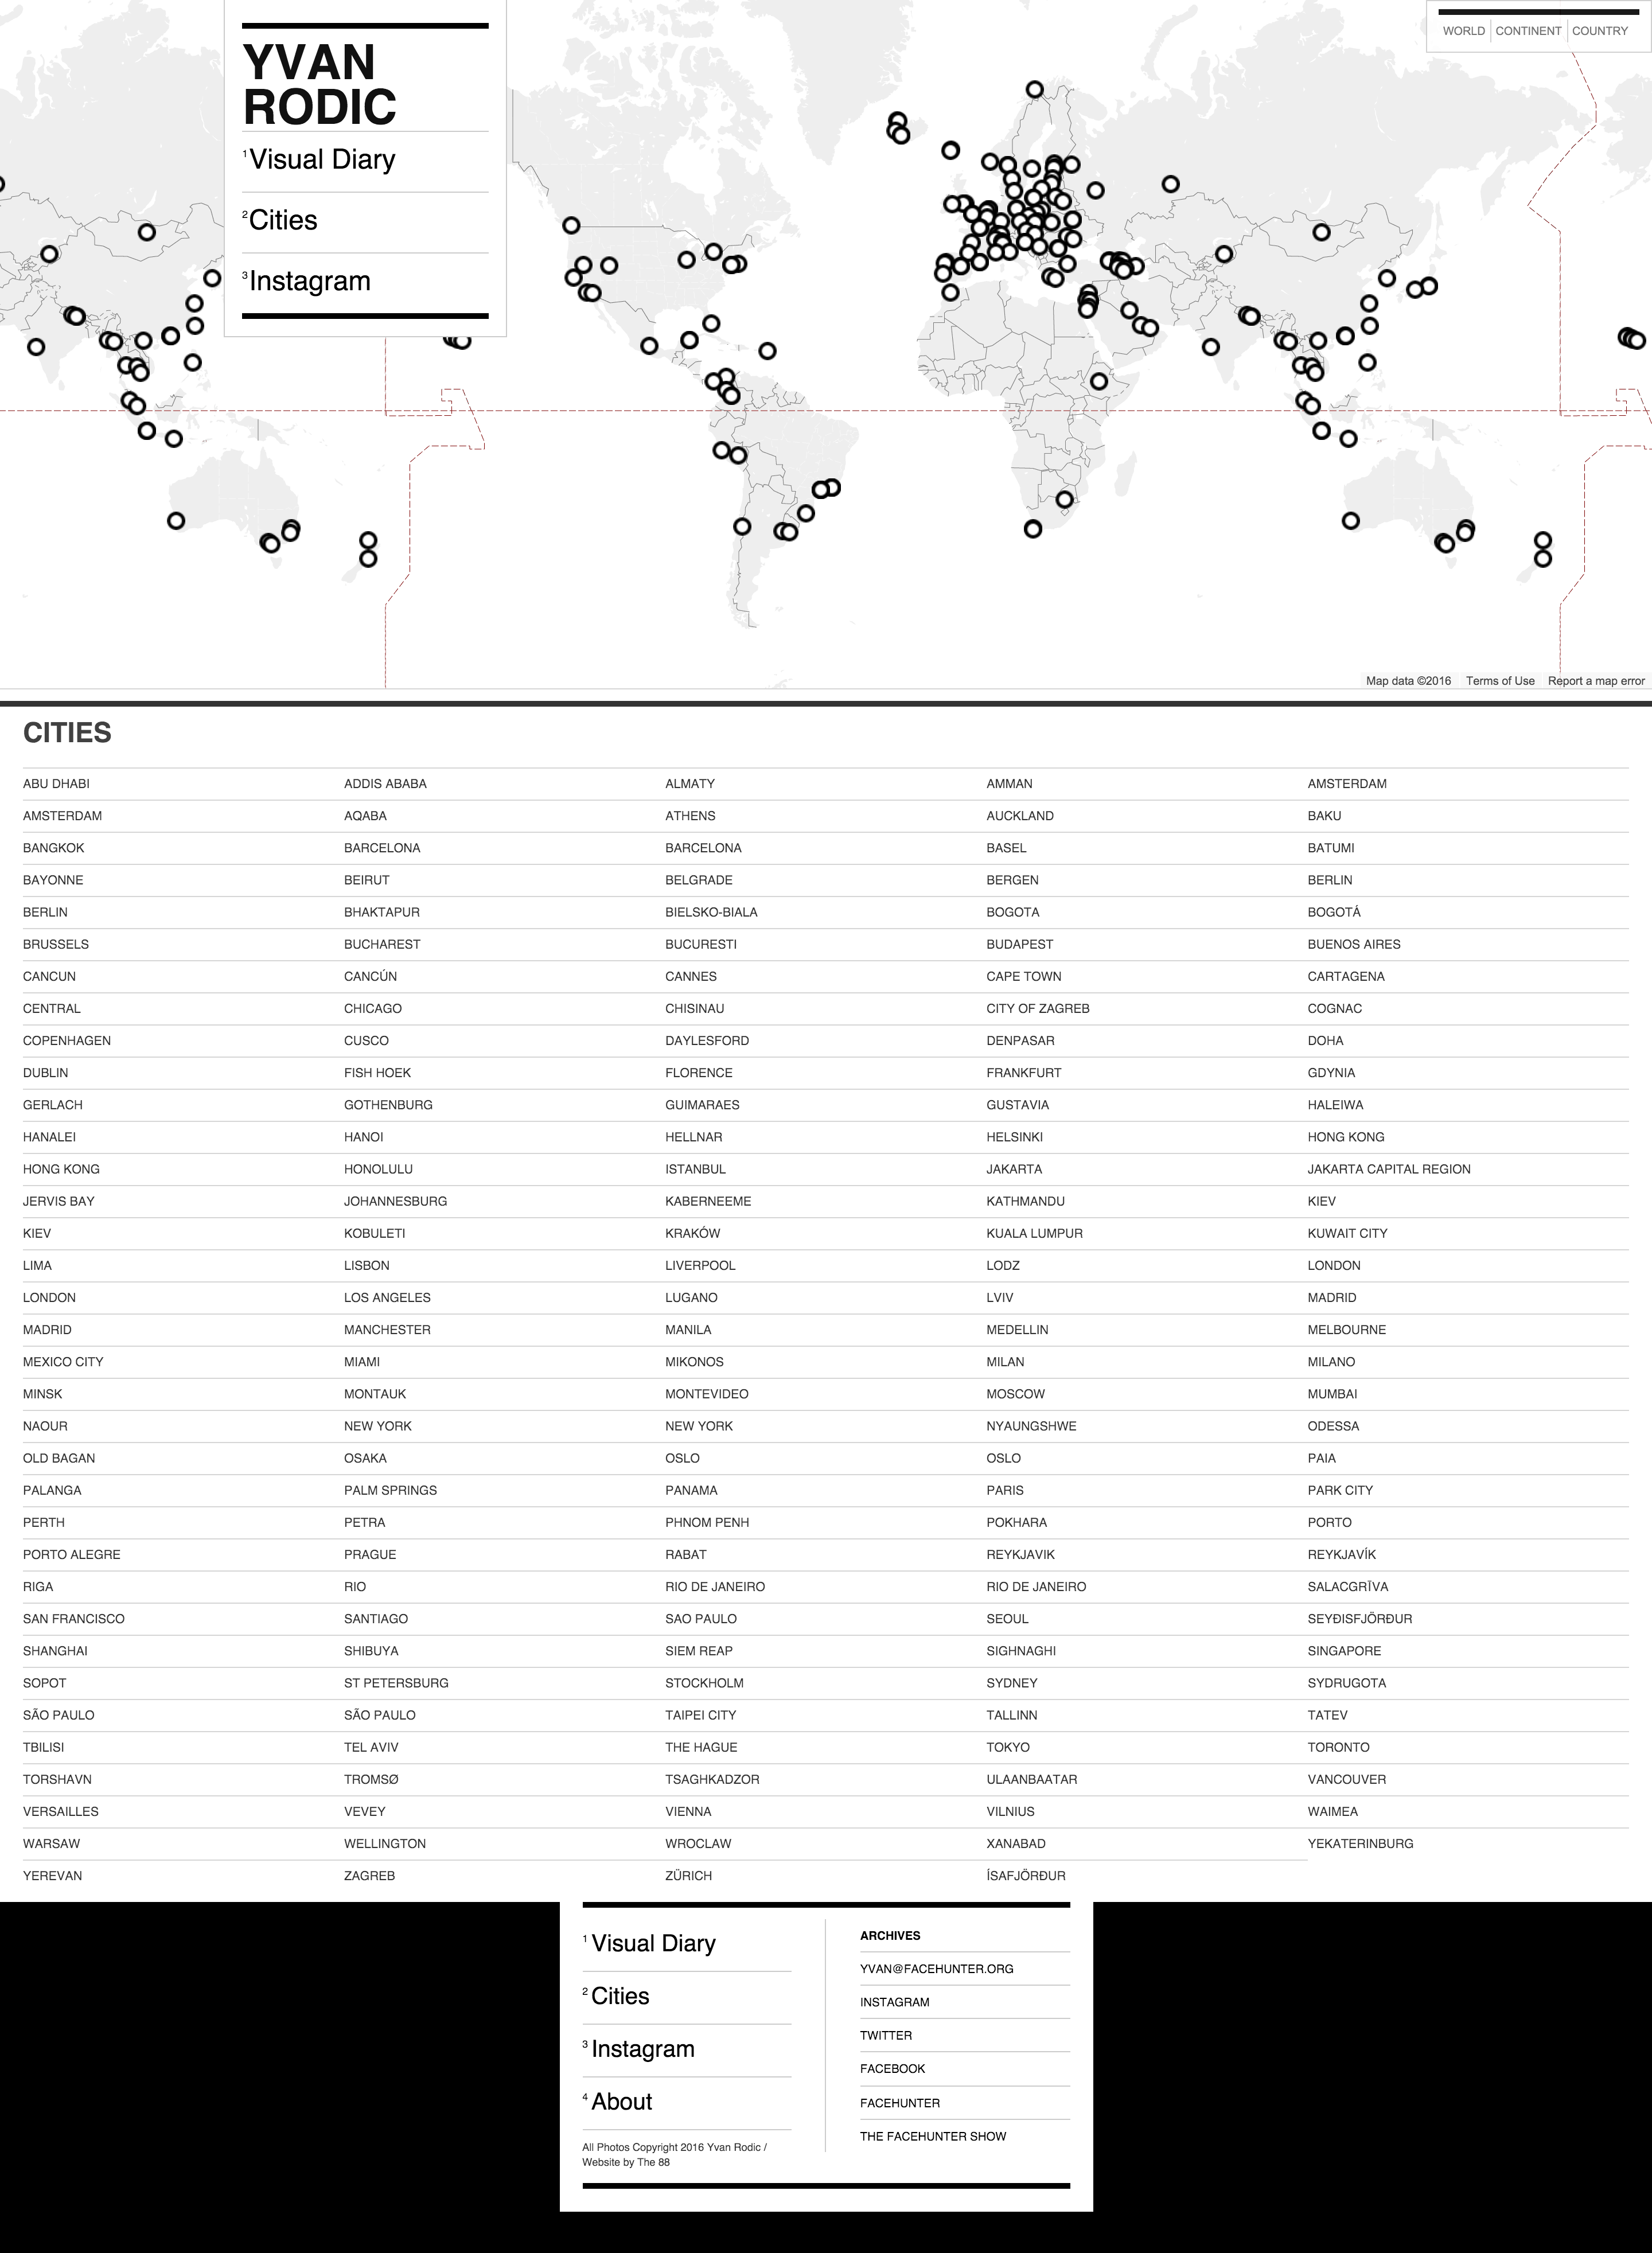 YVAN
RODIC
1 Visual Diary
2 Cities
3 Instagram
WORLD CONTINENT COUNTRY
Map data ©2016 Terms of Use Report a map error
CITIES
ABU DHABI ADDIS ABABA ALMATY AMMAN AMSTERDAM
AMSTERDAM AQABA ATHENS AUCKLAND BAKU
BANGKOK BARCELONA BARCELONA BASEL BATUMI
BAYONNE BEIRUT BELGRADE BERGEN BERLIN
BERLIN BHAKTAPUR BIELSKO-BIALA BOGOTA BOGOTÁ
BRUSSELS BUCHAREST BUCURESTI BUDAPEST BUENOS AIRES
CANCUN CANCÚN CANNES CAPE TOWN CARTAGENA
CENTRAL CHICAGO CHISINAU CITY OF ZAGREB COGNAC
COPENHAGEN CUSCO DAYLESFORD DENPASAR DOHA
DUBLIN FISH HOEK FLORENCE FRANKFURT GDYNIA
GERLACH GOTHENBURG GUIMARAES GUSTAVIA HALEIWA
HANALEI HANOI HELLNAR HELSINKI HONG KONG
HONG KONG HONOLULU ISTANBUL JAKARTA JAKARTA CAPITAL REGION
JERVIS BAY JOHANNESBURG KABERNEEME KATHMANDU KIEV
KIEV KOBULETI KRAKÓW KUALA LUMPUR KUWAIT CITY
LIMA LISBON LIVERPOOL LODZ LONDON
LONDON LOS ANGELES LUGANO LVIV MADRID
MADRID MANCHESTER MANILA MEDELLIN MELBOURNE
MEXICO CITY MIAMI MIKONOS MILAN MILANO
MINSK MONTAUK MONTEVIDEO MOSCOW MUMBAI
NAOUR NEW YORK NEW YORK NYAUNGSHWE ODESSA
OLD BAGAN OSAKA OSLO OSLO PAIA
PALANGA PALM SPRINGS PANAMA PARIS PARK CITY
PERTH PETRA PHNOM PENH POKHARA PORTO
PORTO ALEGRE PRAGUE RABAT REYKJAVIK REYKJAVÍK
RIGA RIO RIO DE JANEIRO RIO DE JANEIRO SALACGRĪVA
SAN FRANCISCO SANTIAGO SAO PAULO SEOUL SEYÐISFJÖRÐUR
SHANGHAI SHIBUYA SIEM REAP SIGHNAGHI SINGAPORE
SOPOT ST PETERSBURG STOCKHOLM SYDNEY SYDRUGOTA
SÃO PAULO SÃO PAULO TAIPEI CITY TALLINN TATEV
TBILISI TEL AVIV THE HAGUE TOKYO TORONTO
TORSHAVN TROMSØ TSAGHKADZOR ULAANBAATAR VANCOUVER
VERSAILLES VEVEY VIENNA VILNIUS WAIMEA
WARSAW WELLINGTON WROCLAW XANABAD YEKATERINBURG
YEREVAN ZAGREB ZÜRICH ÍSAFJÖRÐUR
1 Visual Diary
2 Cities
3 Instagram
4 About
All Photos Copyright 2016 Yvan Rodic /
Website by The 88
ARCHIVES
YVAN@FACEHUNTER.ORG
INSTAGRAM
TWITTER
FACEBOOK
FACEHUNTER
THE FACEHUNTER SHOW